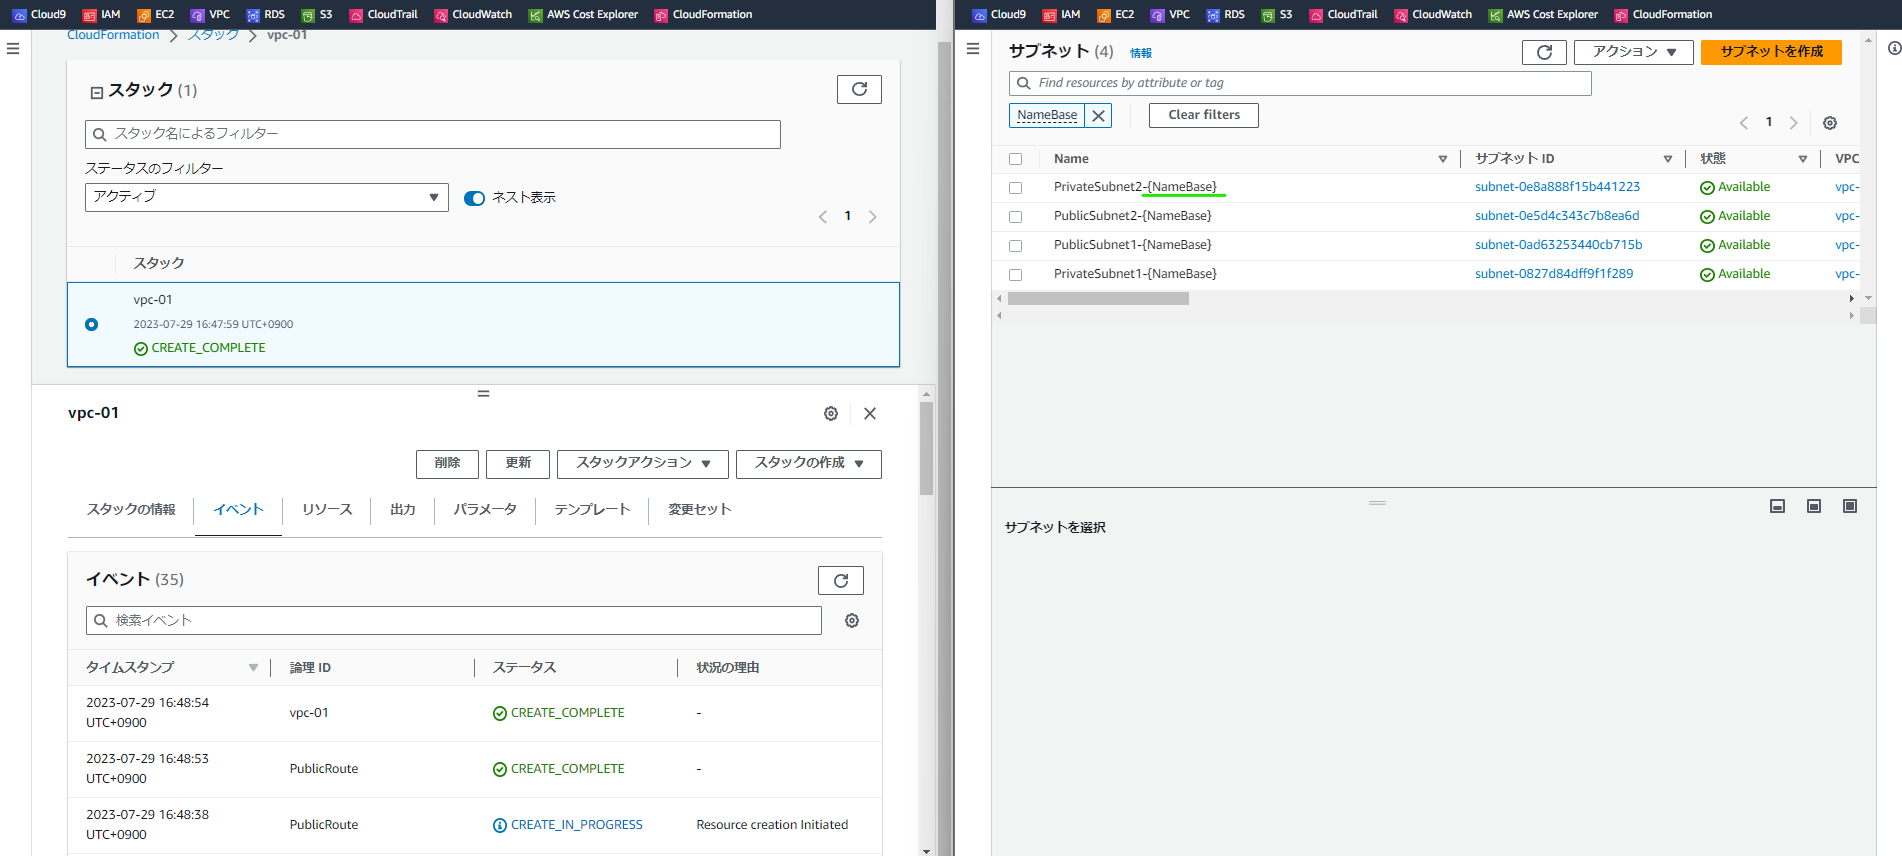 Cloud9 IAM EC2 VPC RDS S3 CloudTrail CloudWatch AWS Cost Explorer CloudFormation
CloudFormation > スタック > vpc-01
スタック (1)
スタック名によるフィルター
ステータスのフィルター
アクティブ
ネスト表示
1
スタック
vpc-01
2023-07-29 16:47:59 UTC+0900
CREATE_COMPLETE
vpc-01
削除 更新 スタックアクション スタックの作成
スタックの情報 イベント リソース 出力 パラメータ テンプレート 変更セット
イベント (35)
検索イベント
タイムスタンプ 論理 ID ステータス 状況の理由
2023-07-29 16:48:54 UTC+0900 vpc-01 CREATE_COMPLETE -
2023-07-29 16:48:53 UTC+0900 PublicRoute CREATE_COMPLETE -
2023-07-29 16:48:38 UTC+0900 PublicRoute CREATE_IN_PROGRESS Resource creation Initiated
Cloud9 IAM EC2 VPC RDS S3 CloudTrail CloudWatch AWS Cost Explorer CloudFormation
サブネット (4) 情報
アクション サブネットを作成
Find resources by attribute or tag
NameBase Clear filters
1
Name サブネット ID 状態 VPC
PrivateSubnet2-{NameBase} subnet-0e8a888f15b441223 Available vpc-
PublicSubnet2-{NameBase} subnet-0e5d4c343c7b8ea6d Available vpc-
PublicSubnet1-{NameBase} subnet-0ad63253440cb715b Available vpc-
PrivateSubnet1-{NameBase} subnet-0827d84dff9f1f289 Available vpc-
サブネットを選択